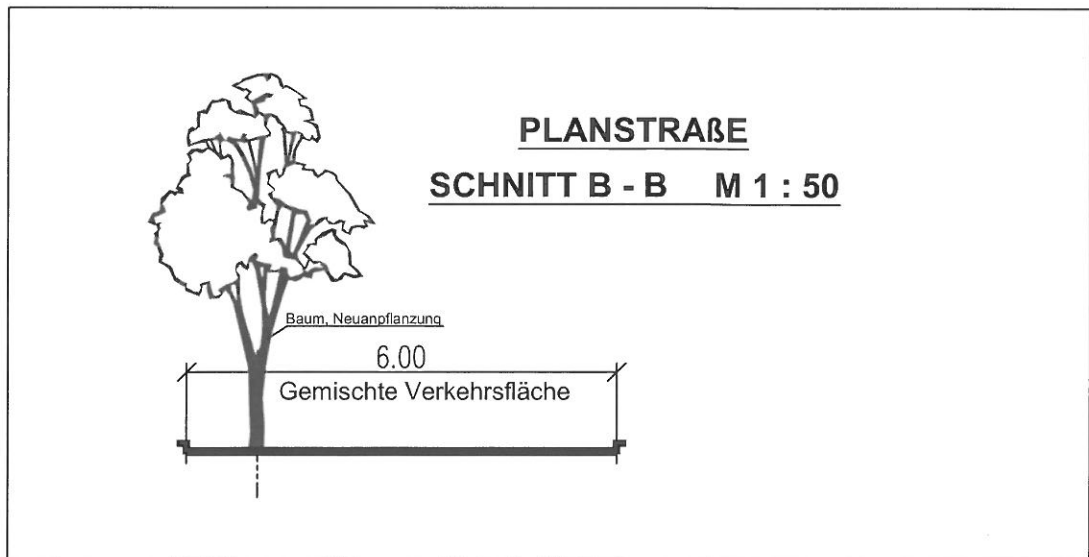 PLANSTRAßE
SCHNITT B - B M 1 : 50
Baum, Neuanpflanzung
6.00
Gemischte Verkehrsfläche